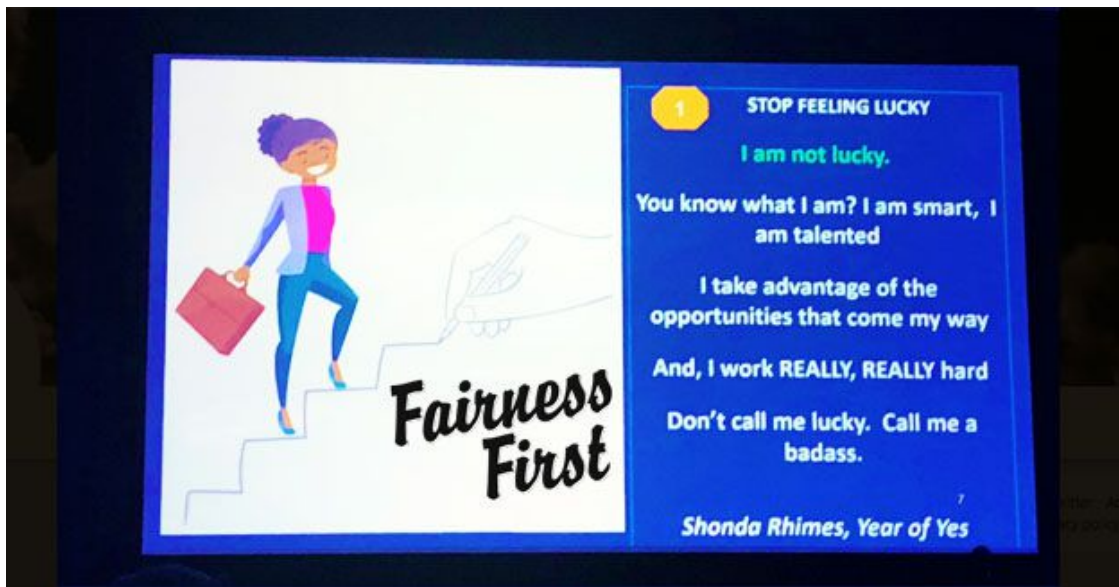 1
STOP FEELING LUCKY
I am not lucky.
You know what I am? I am smart, I
am talented
I take advantage of the
opportunities that come my way
And, I work REALLY, REALLY hard
Don't call me lucky. Call me a
badass.
7
Shonda Rhimes, Year of Yes
Fairness
First